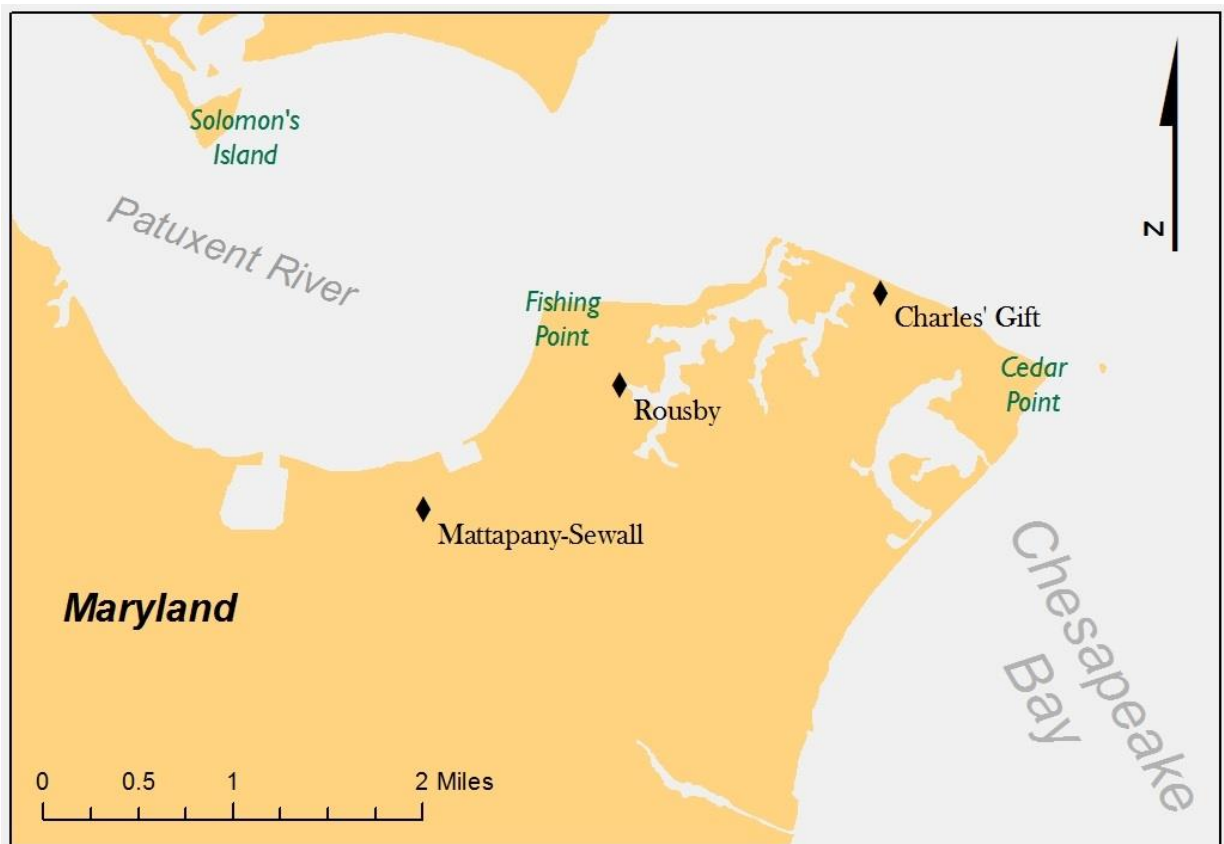 Solomon's
Island
Patuxent River
N
Fishing
Point
Charles' Gift
Cedar
Point
Rousby
Mattapany-Sewall
Maryland
Chesapeake
Bay
0 0.5 1 2 Miles